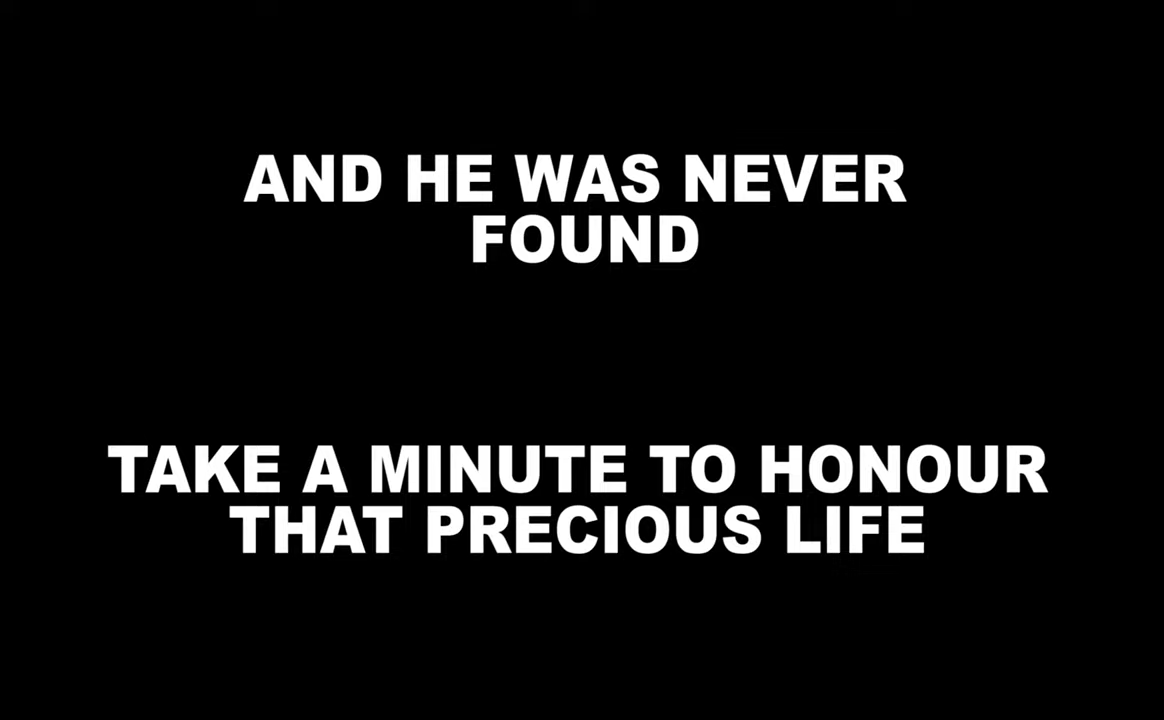 AND HE WAS NEVER
FOUND
TAKE A MINUTE TO HONOUR
THAT PRECIOUS LIFE